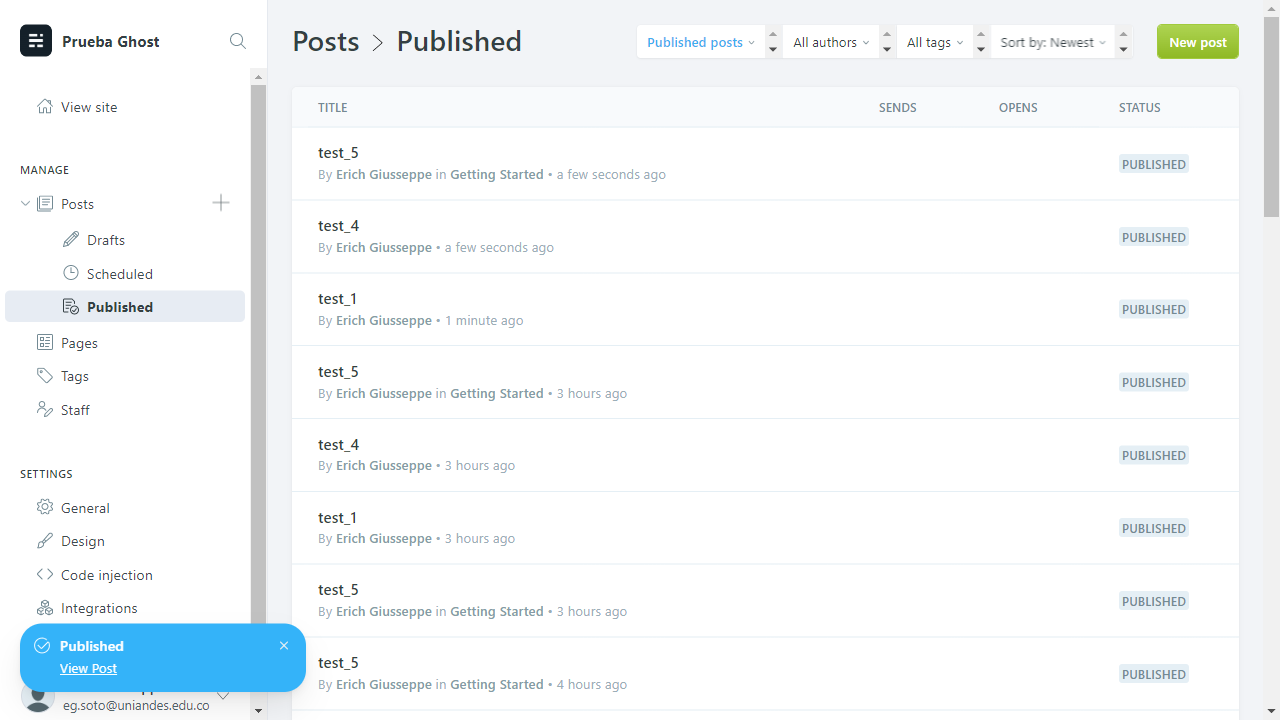 Prueba Ghost
View site
MANAGE
Posts
Drafts
Scheduled
Published
Pages
Tags
Staff
SETTINGS
General
Design
Code injection
Integrations
Published
View Post
eg.soto@uniandes.edu.co
Posts > Published
Published posts
All authors
All tags
Sort by: Newest
New post
TITLE SENDS OPENS STATUS
test_5
By Erich Giusseppe in Getting Started • a few seconds ago
PUBLISHED
test_4
By Erich Giusseppe • a few seconds ago
PUBLISHED
test_1
By Erich Giusseppe • 1 minute ago
PUBLISHED
test_5
By Erich Giusseppe in Getting Started • 3 hours ago
PUBLISHED
test_4
By Erich Giusseppe • 3 hours ago
PUBLISHED
test_1
By Erich Giusseppe • 3 hours ago
PUBLISHED
test_5
By Erich Giusseppe in Getting Started • 3 hours ago
PUBLISHED
test_5
By Erich Giusseppe in Getting Started • 4 hours ago
PUBLISHED